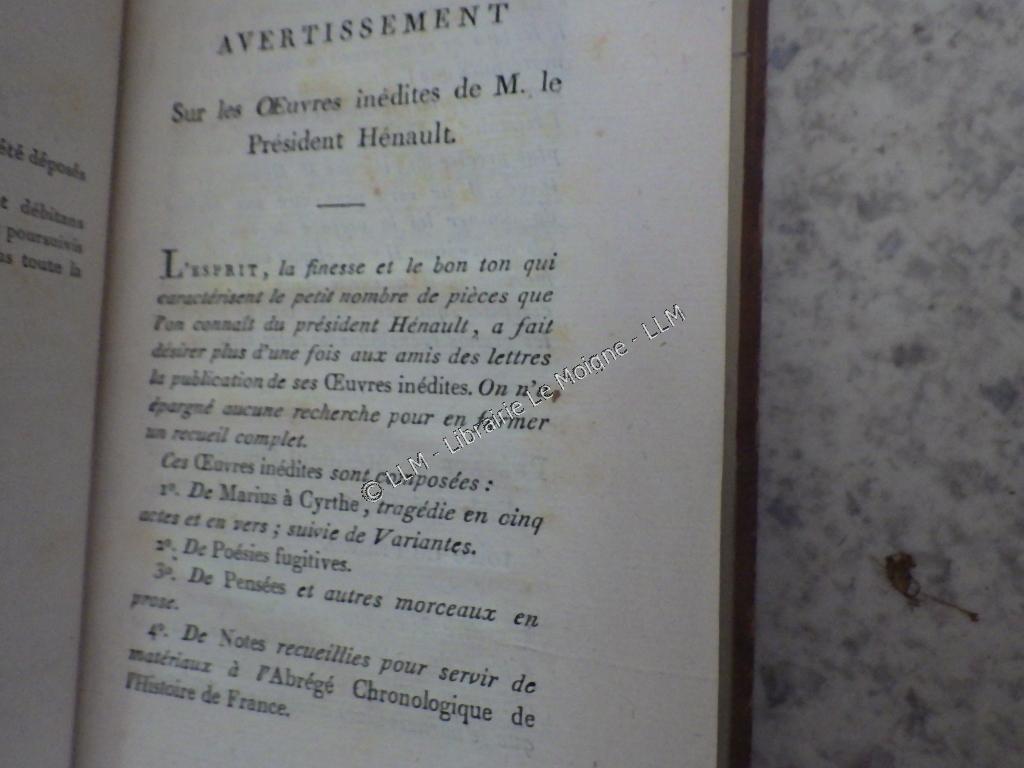 été déposés
débitans
poursuivis
toute la
AVERTISSEMENT
Sur les Œuvres inédites de M. le
Président Hénault.
L'ESPRIT, la finesse et le bon ton qui
caractérisent le petit nombre de pièces que
l'on connaît du président Hénault, a fait
désirer plus d'une fois aux amis des lettres
la publication de ses Œuvres inédites. On n'a
épargné aucune recherche pour en former
un recueil complet.
Ces Œuvres inédites sont composées :
1º. De Marius à Cyrthe, tragédie en cinq
actes et en vers ; suivie de Variantes.
2º. De Poésies fugitives.
3º. De Pensées et autres morceaux en
prose.
4º. De Notes recueillies pour servir de
matériaux à l'Abrégé Chronologique de
l'Histoire de France.
© LLM - Librairie Le Moigne - LLM